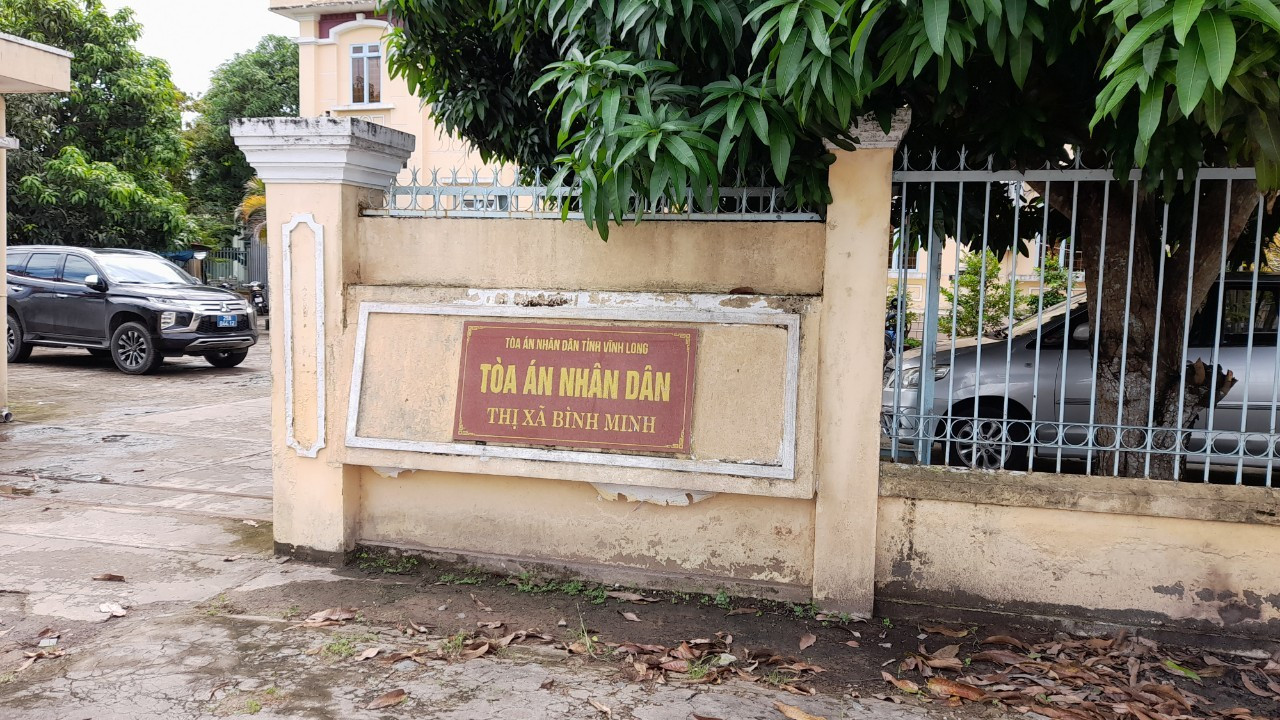 TÒA ÁN NHÂN DÂN TỈNH VĨNH LONG
TÒA ÁN NHÂN DÂN
THỊ XÃ BÌNH MINH